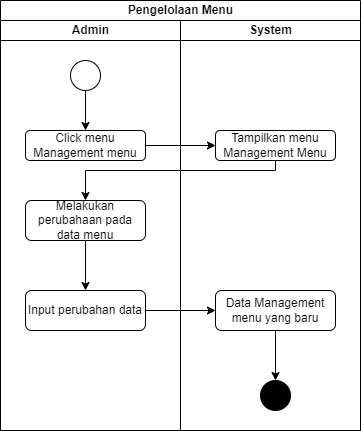 Pengelolaan Menu
Admin
System
Click menu
Management menu
Tampilkan menu
Management Menu
Melakukan
perubahaan pada
data menu
Input perubahan data
Data Management
menu yang baru